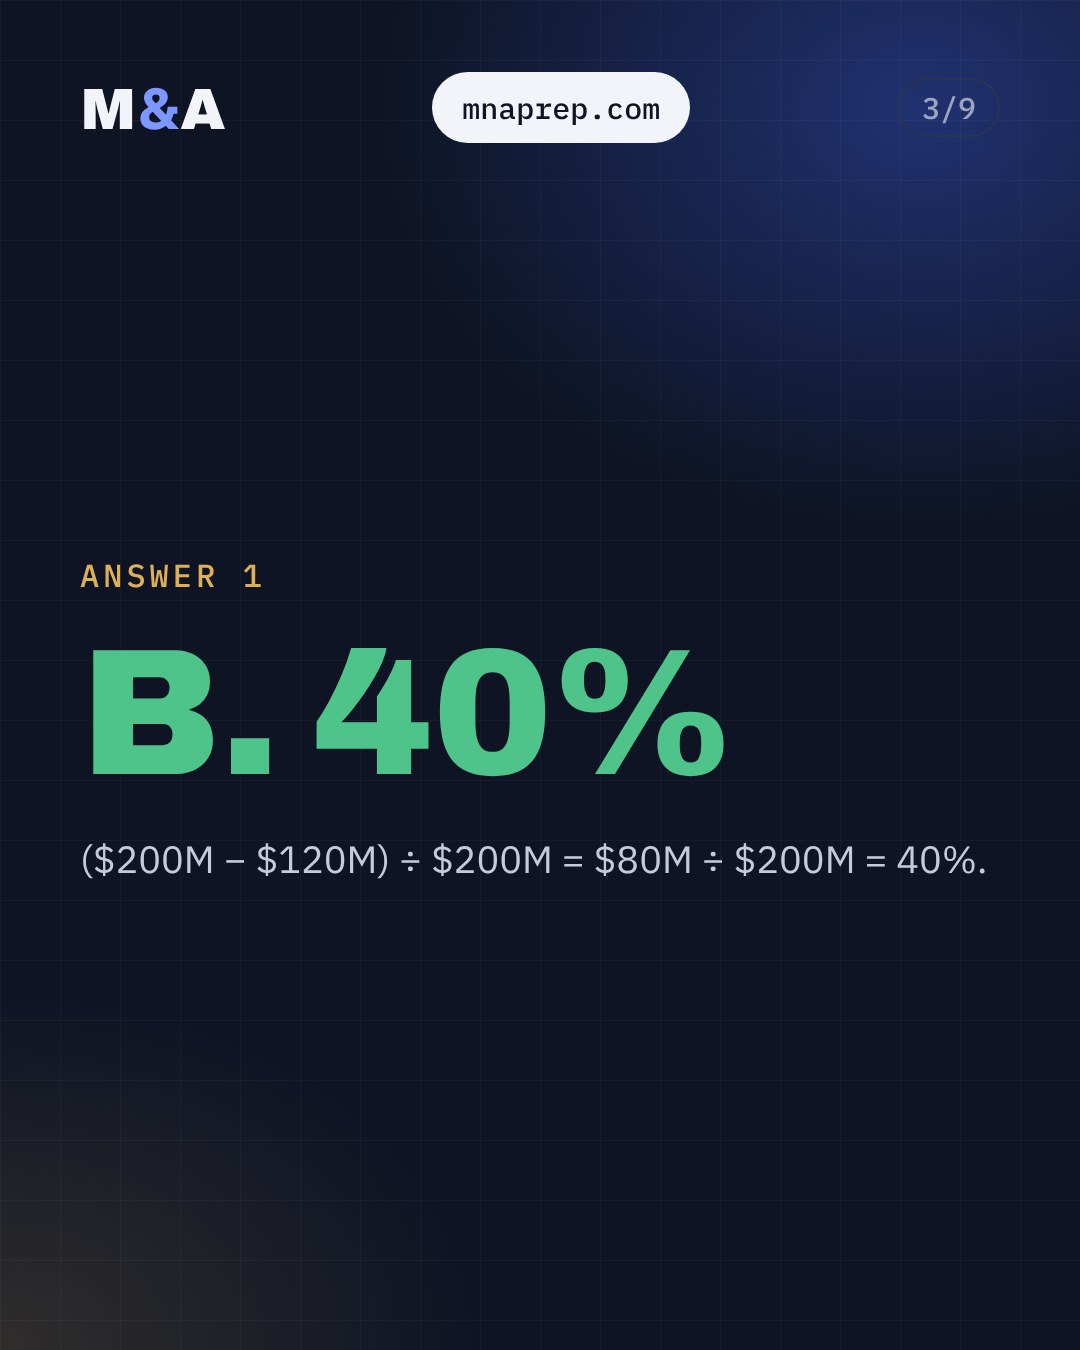 M&A
mnaprep.com
3/9
ANSWER 1
B. 40%
($200M – $120M) ÷ $200M = $80M ÷ $200M = 40%.